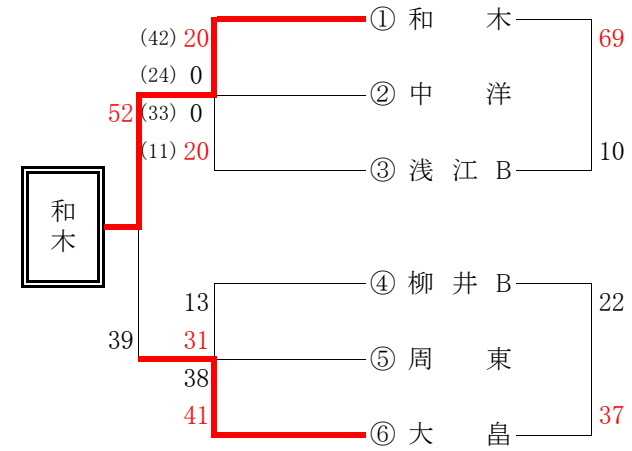 (42) 20 ① 和 木 69
(24) 0
52 (33) 0 ② 中 洋
(11) 20 10
③ 浅 江 B
和木
④ 柳 井 B
13 22
39 31
⑤ 周 東
38
41 37
⑥ 大 畠